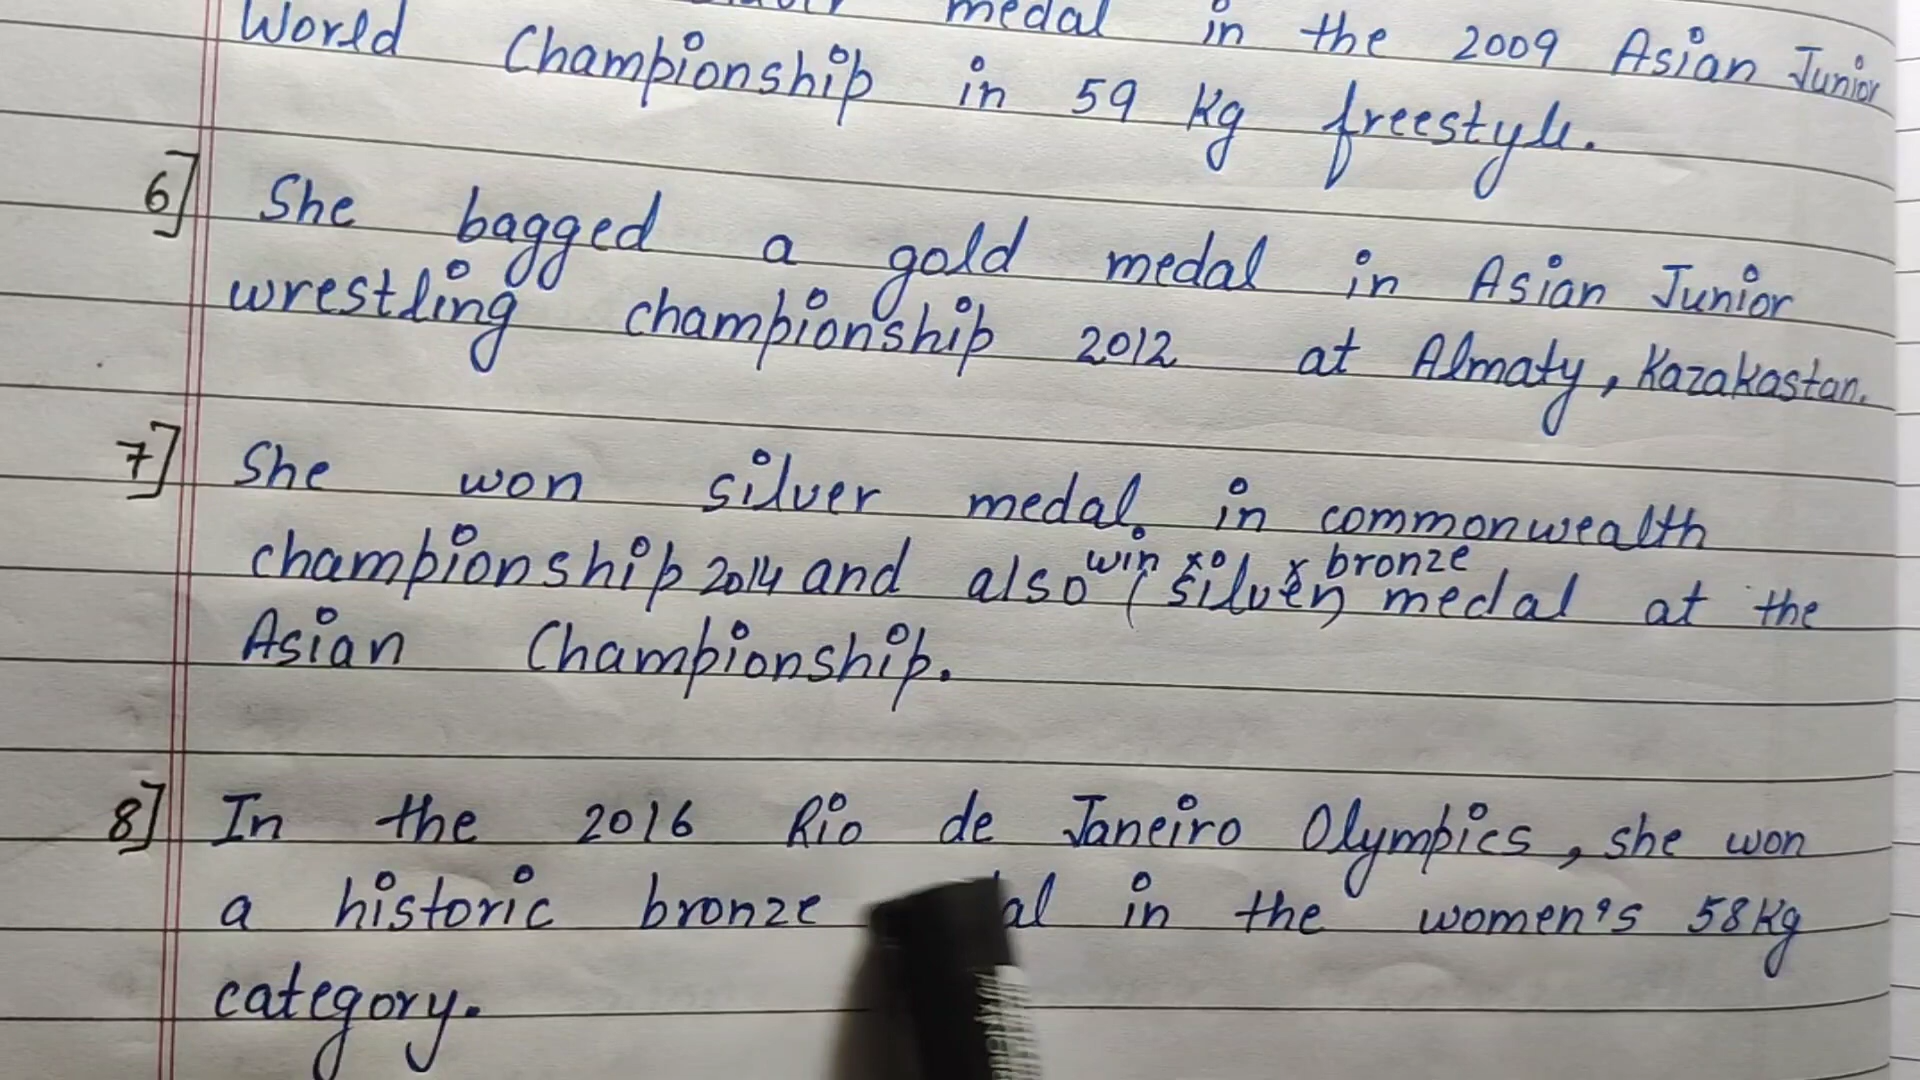 medal in the 2009 Asian Junior
World Championship in 59 Kg freestyle.
6] She bagged a gold medal in Asian Junior
wrestling championship 2012 at Almaty, Kazakastan.
7] She won silver medal. in commonwealth
championship 2014 and also win (silver) bronze medal at the
Asian Championship.
8] In the 2016 Rio de Janeiro Olympics, she won
a historic bronze al in the women's 58 Kg
category.